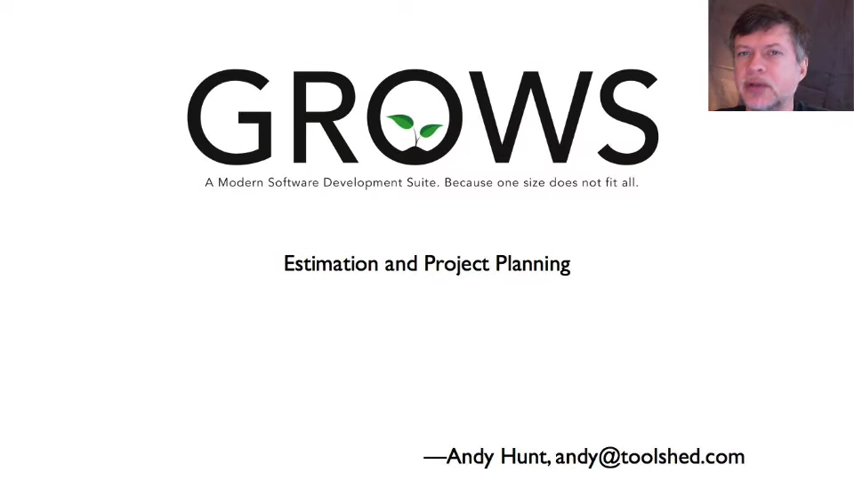 GROWS
A Modern Software Development Suite. Because one size does not fit all.
Estimation and Project Planning
—Andy Hunt, andy@toolshed.com